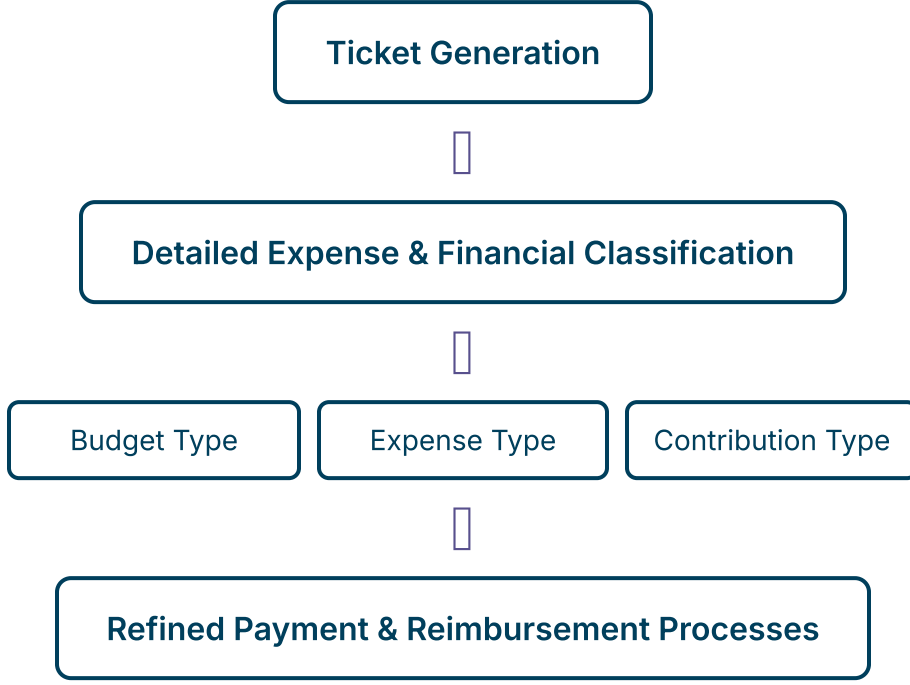 Ticket Generation
Detailed Expense & Financial Classification
Budget Type
Expense Type
Contribution Type
Refined Payment & Reimbursement Processes